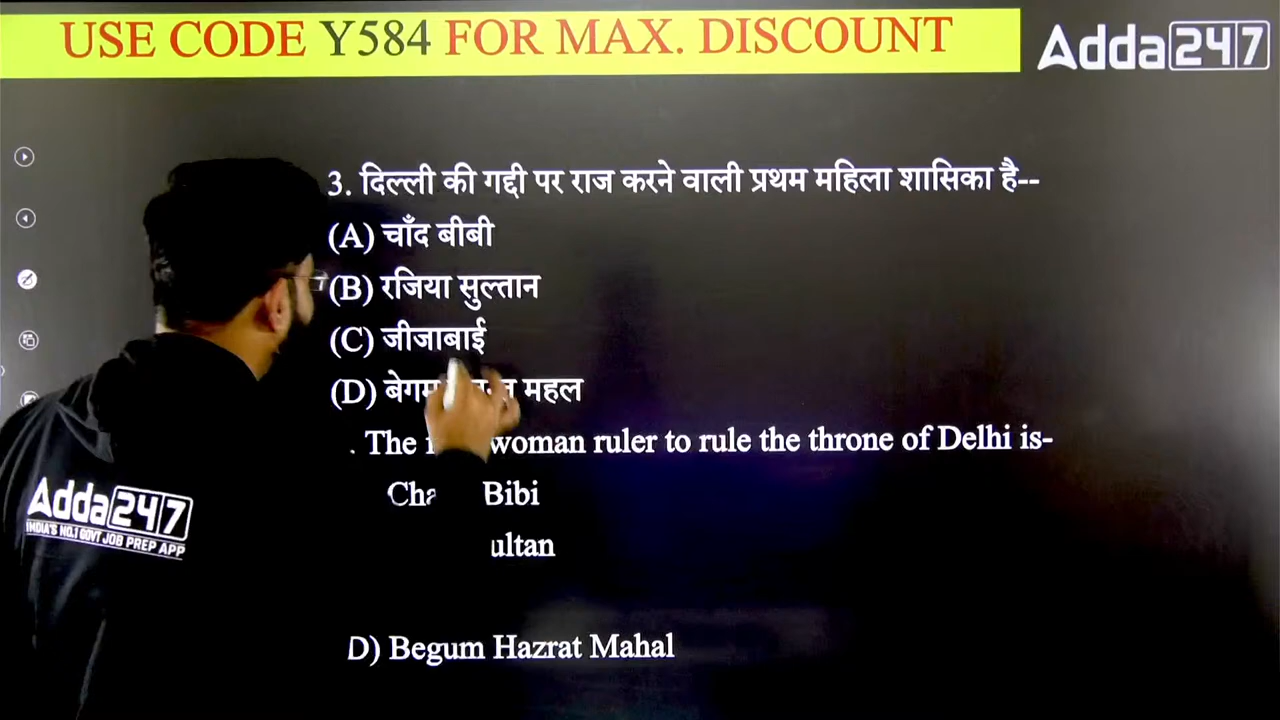 USE CODE Y584 FOR MAX. DISCOUNT
Adda247
3. दिल्ली की गद्दी पर राज करने वाली प्रथम महिला शासिका है--
(A) चाँद बीबी
(B) रजिया सुल्तान
(C) जीजाबाई
(D) बेगम महल
. The woman ruler to rule the throne of Delhi is-
Bibi
D) Begum Hazrat Mahal
Adda247
INDIA'S NO.1 GOVT JOB PREP APP